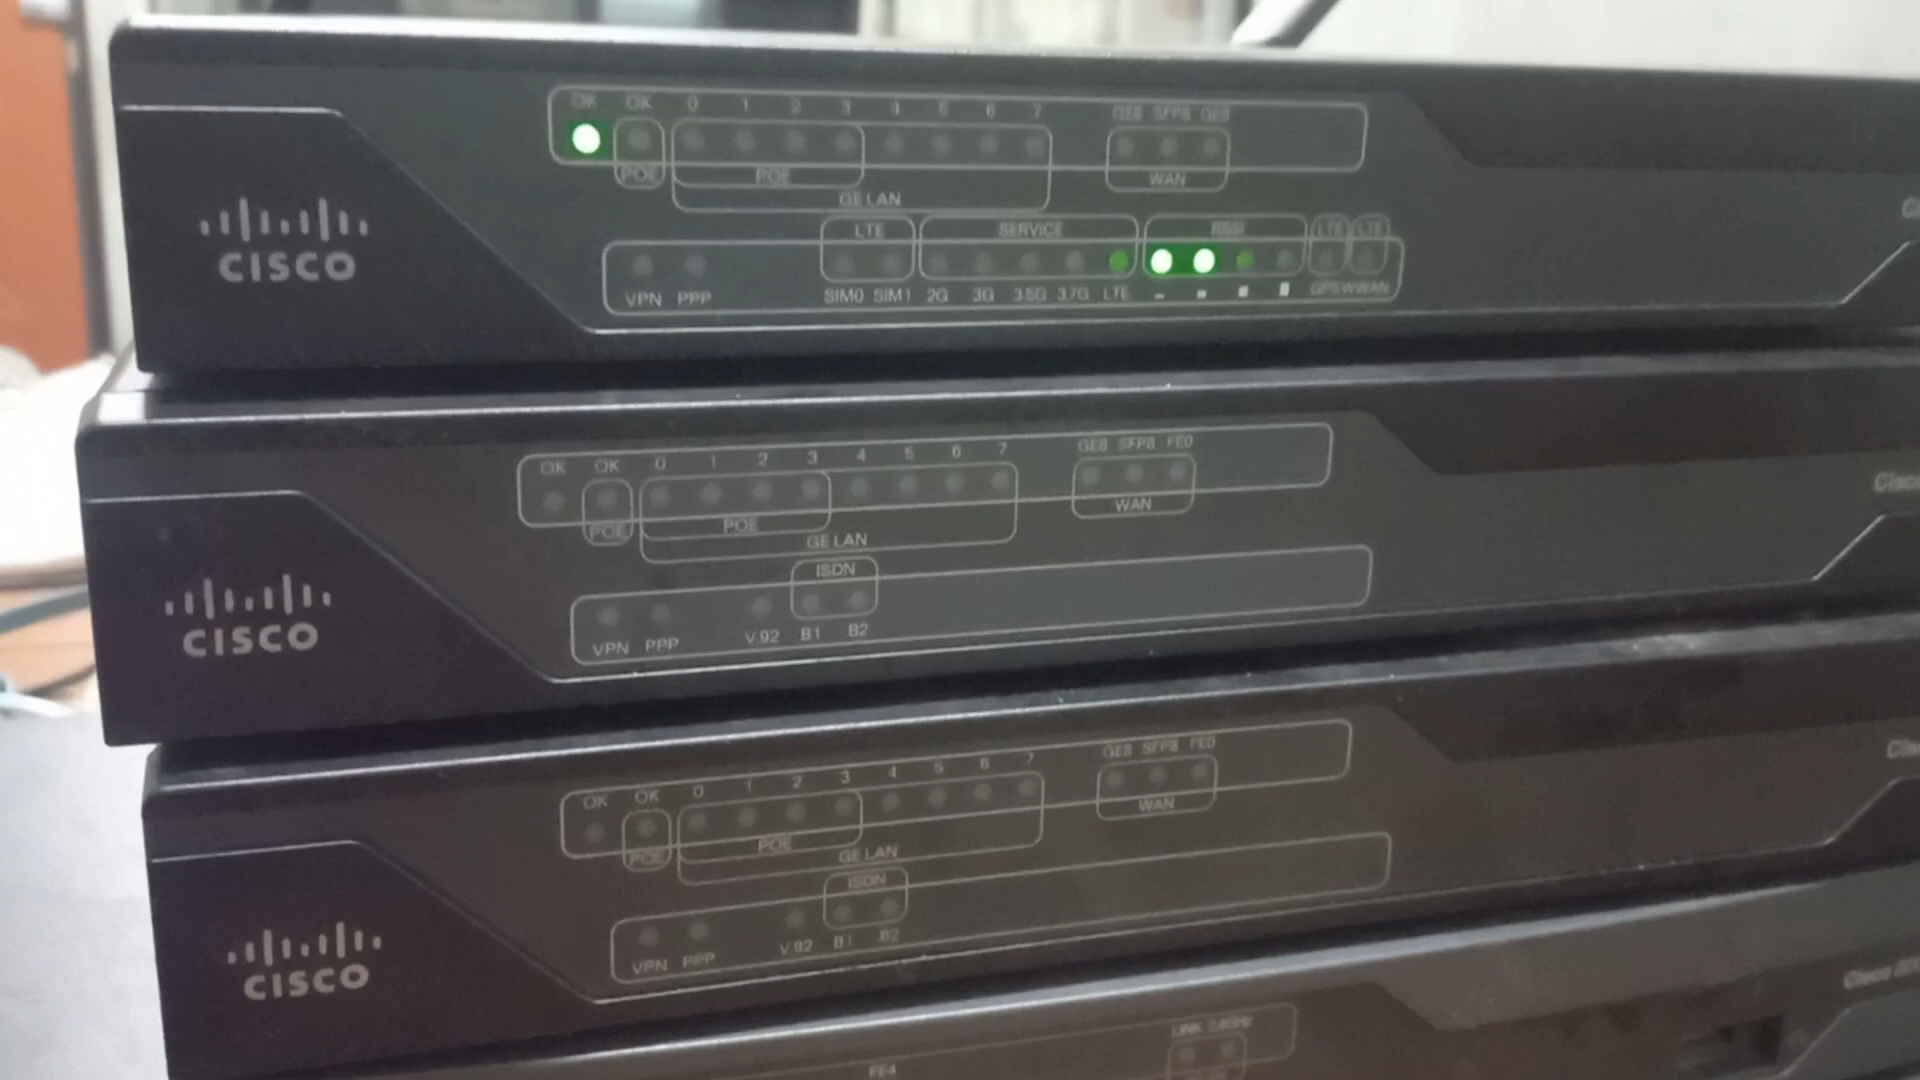 OK OK 0 1 2 3 4 5 6 7 GE8 SFP8 GE9
POE POE WAN
GE LAN
LTE SERVICE RSSI LTE LTE
CISCO
VPN PPP SIM0 SIM1 2G 3G 3.5G 3.7G LTE GPS WWAN
OK OK 0 1 2 3 4 5 6 7 GE8 SFP8 FE0
Cisco
POE POE WAN
GE LAN
ISDN
CISCO
VPN PPP V.92 B1 B2
OK OK 0 1 2 3 4 5 6 7 GE8 SFP8 FE0
POE POE WAN
GE LAN
ISDN
CISCO
VPN PPP V.92 B1 B2
Cisco
LINK
FE4